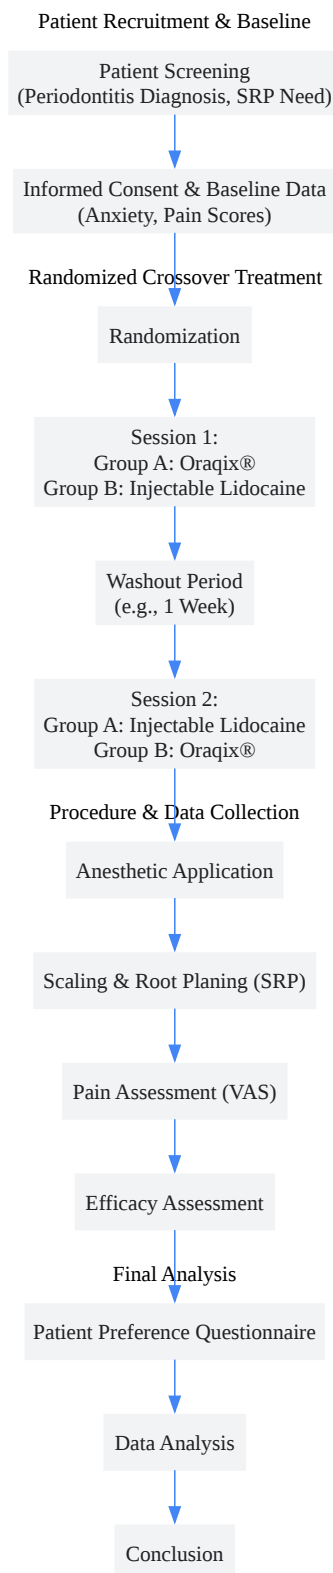 Patient Recruitment & Baseline
Patient Screening
(Periodontitis Diagnosis, SRP Need)
Informed Consent & Baseline Data
(Anxiety, Pain Scores)
Randomized Crossover Treatment
Randomization
Session 1:
Group A: Oraqix®
Group B: Injectable Lidocaine
Washout Period
(e.g., 1 Week)
Session 2:
Group A: Injectable Lidocaine
Group B: Oraqix®
Procedure & Data Collection
Anesthetic Application
Scaling & Root Planing (SRP)
Pain Assessment (VAS)
Efficacy Assessment
Final Analysis
Patient Preference Questionnaire
Data Analysis
Conclusion